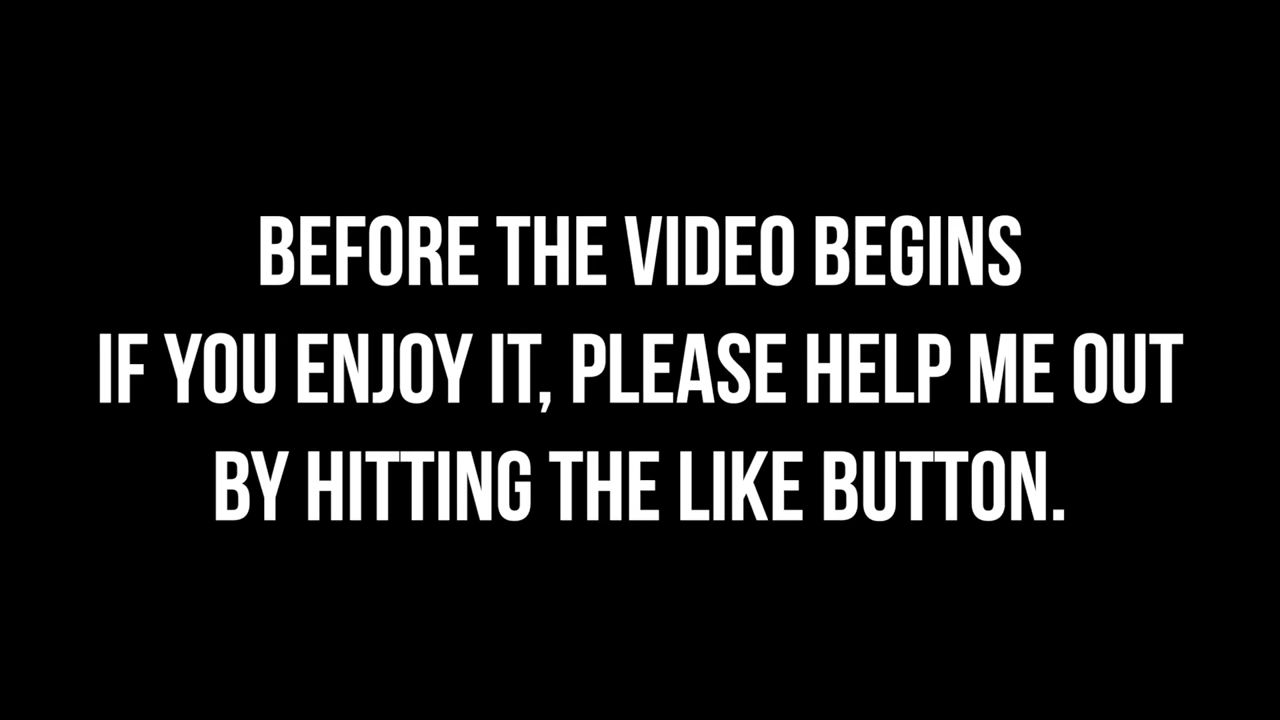 BEFORE THE VIDEO BEGINS
IF YOU ENJOY IT, PLEASE HELP ME OUT
BY HITTING THE LIKE BUTTON.